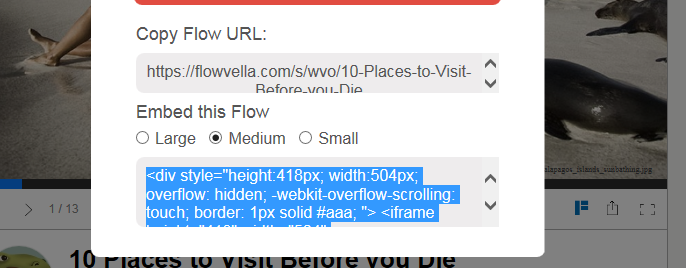 Copy Flow URL:
https://flowvella.com/s/wvo/10-Places-to-Visit-
Before-you-Die
Embed this Flow
Large Medium Small
<div style="height:418px; width:504px;
overflow: hidden; -webkit-overflow-scrolling:
touch; border: 1px solid #aaa; "> <iframe
galapagos_islands_sunbathing.jpg
1 / 13
10 Places to Visit Before you Die